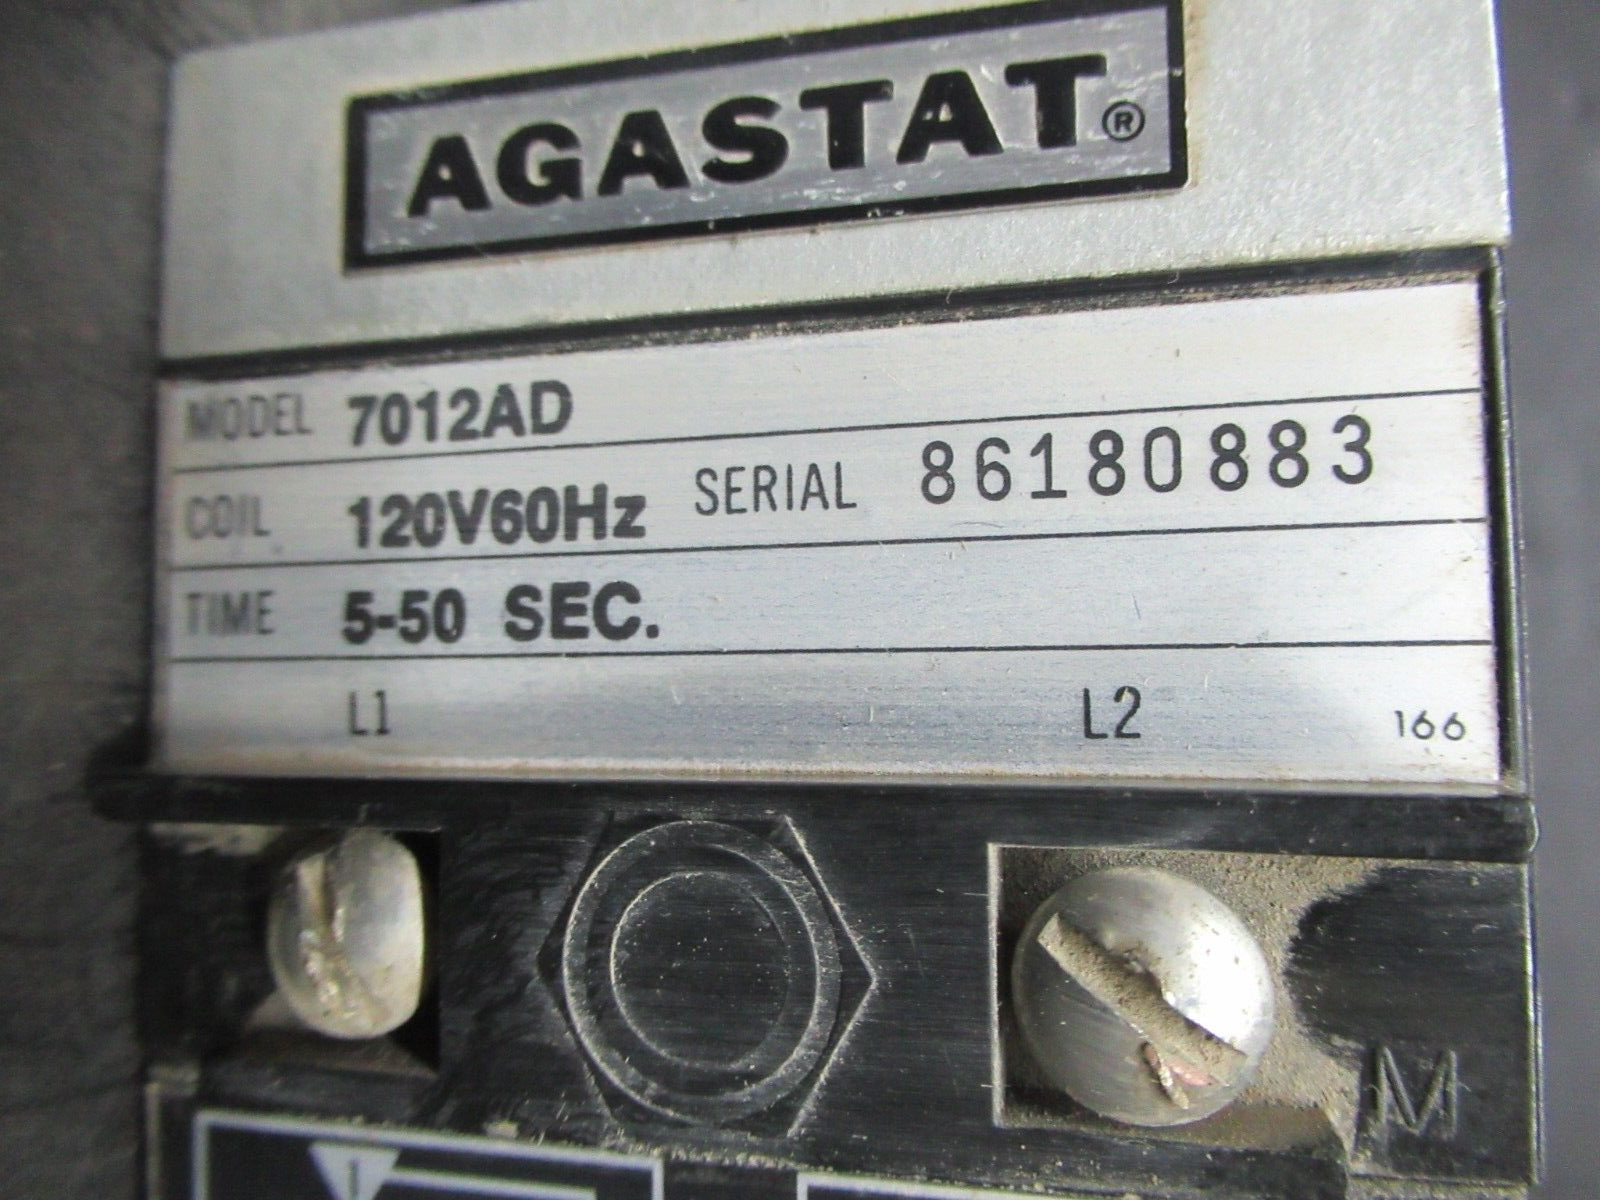 AGASTAT®
MODEL 7012AD
COIL 120V60Hz SERIAL 86180883
TIME 5-50 SEC.
L1 L2 166
M